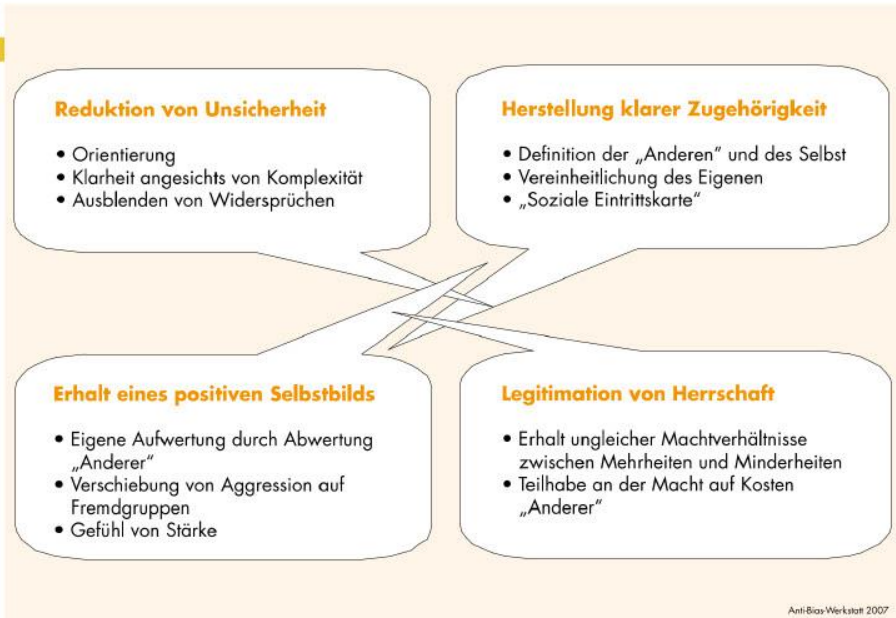 Reduktion von Unsicherheit
• Orientierung
• Klarheit angesichts von Komplexität
• Ausblenden von Widersprüchen
Herstellung klarer Zugehörigkeit
• Definition der „Anderen“ und des Selbst
• Vereinheitlichung des Eigenen
• „Soziale Eintrittskarte“
Erhalt eines positiven Selbstbilds
• Eigene Aufwertung durch Abwertung
„Anderer“
• Verschiebung von Aggression auf
Fremdgruppen
• Gefühl von Stärke
Legitimation von Herrschaft
• Erhalt ungleicher Machtverhältnisse
zwischen Mehrheiten und Minderheiten
• Teilhabe an der Macht auf Kosten
„Anderer“
Anti-Bias-Werkstatt 2007